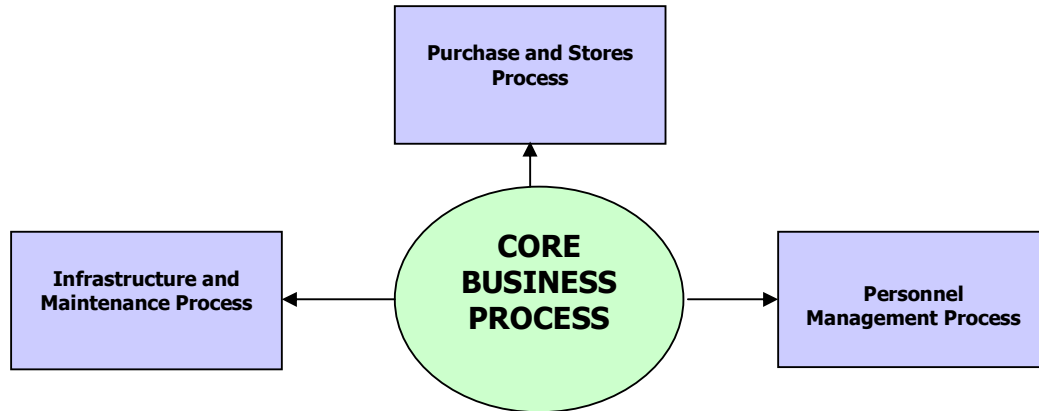 Purchase and Stores
Process
CORE
BUSINESS
PROCESS
Infrastructure and
Maintenance Process
Personnel
Management Process